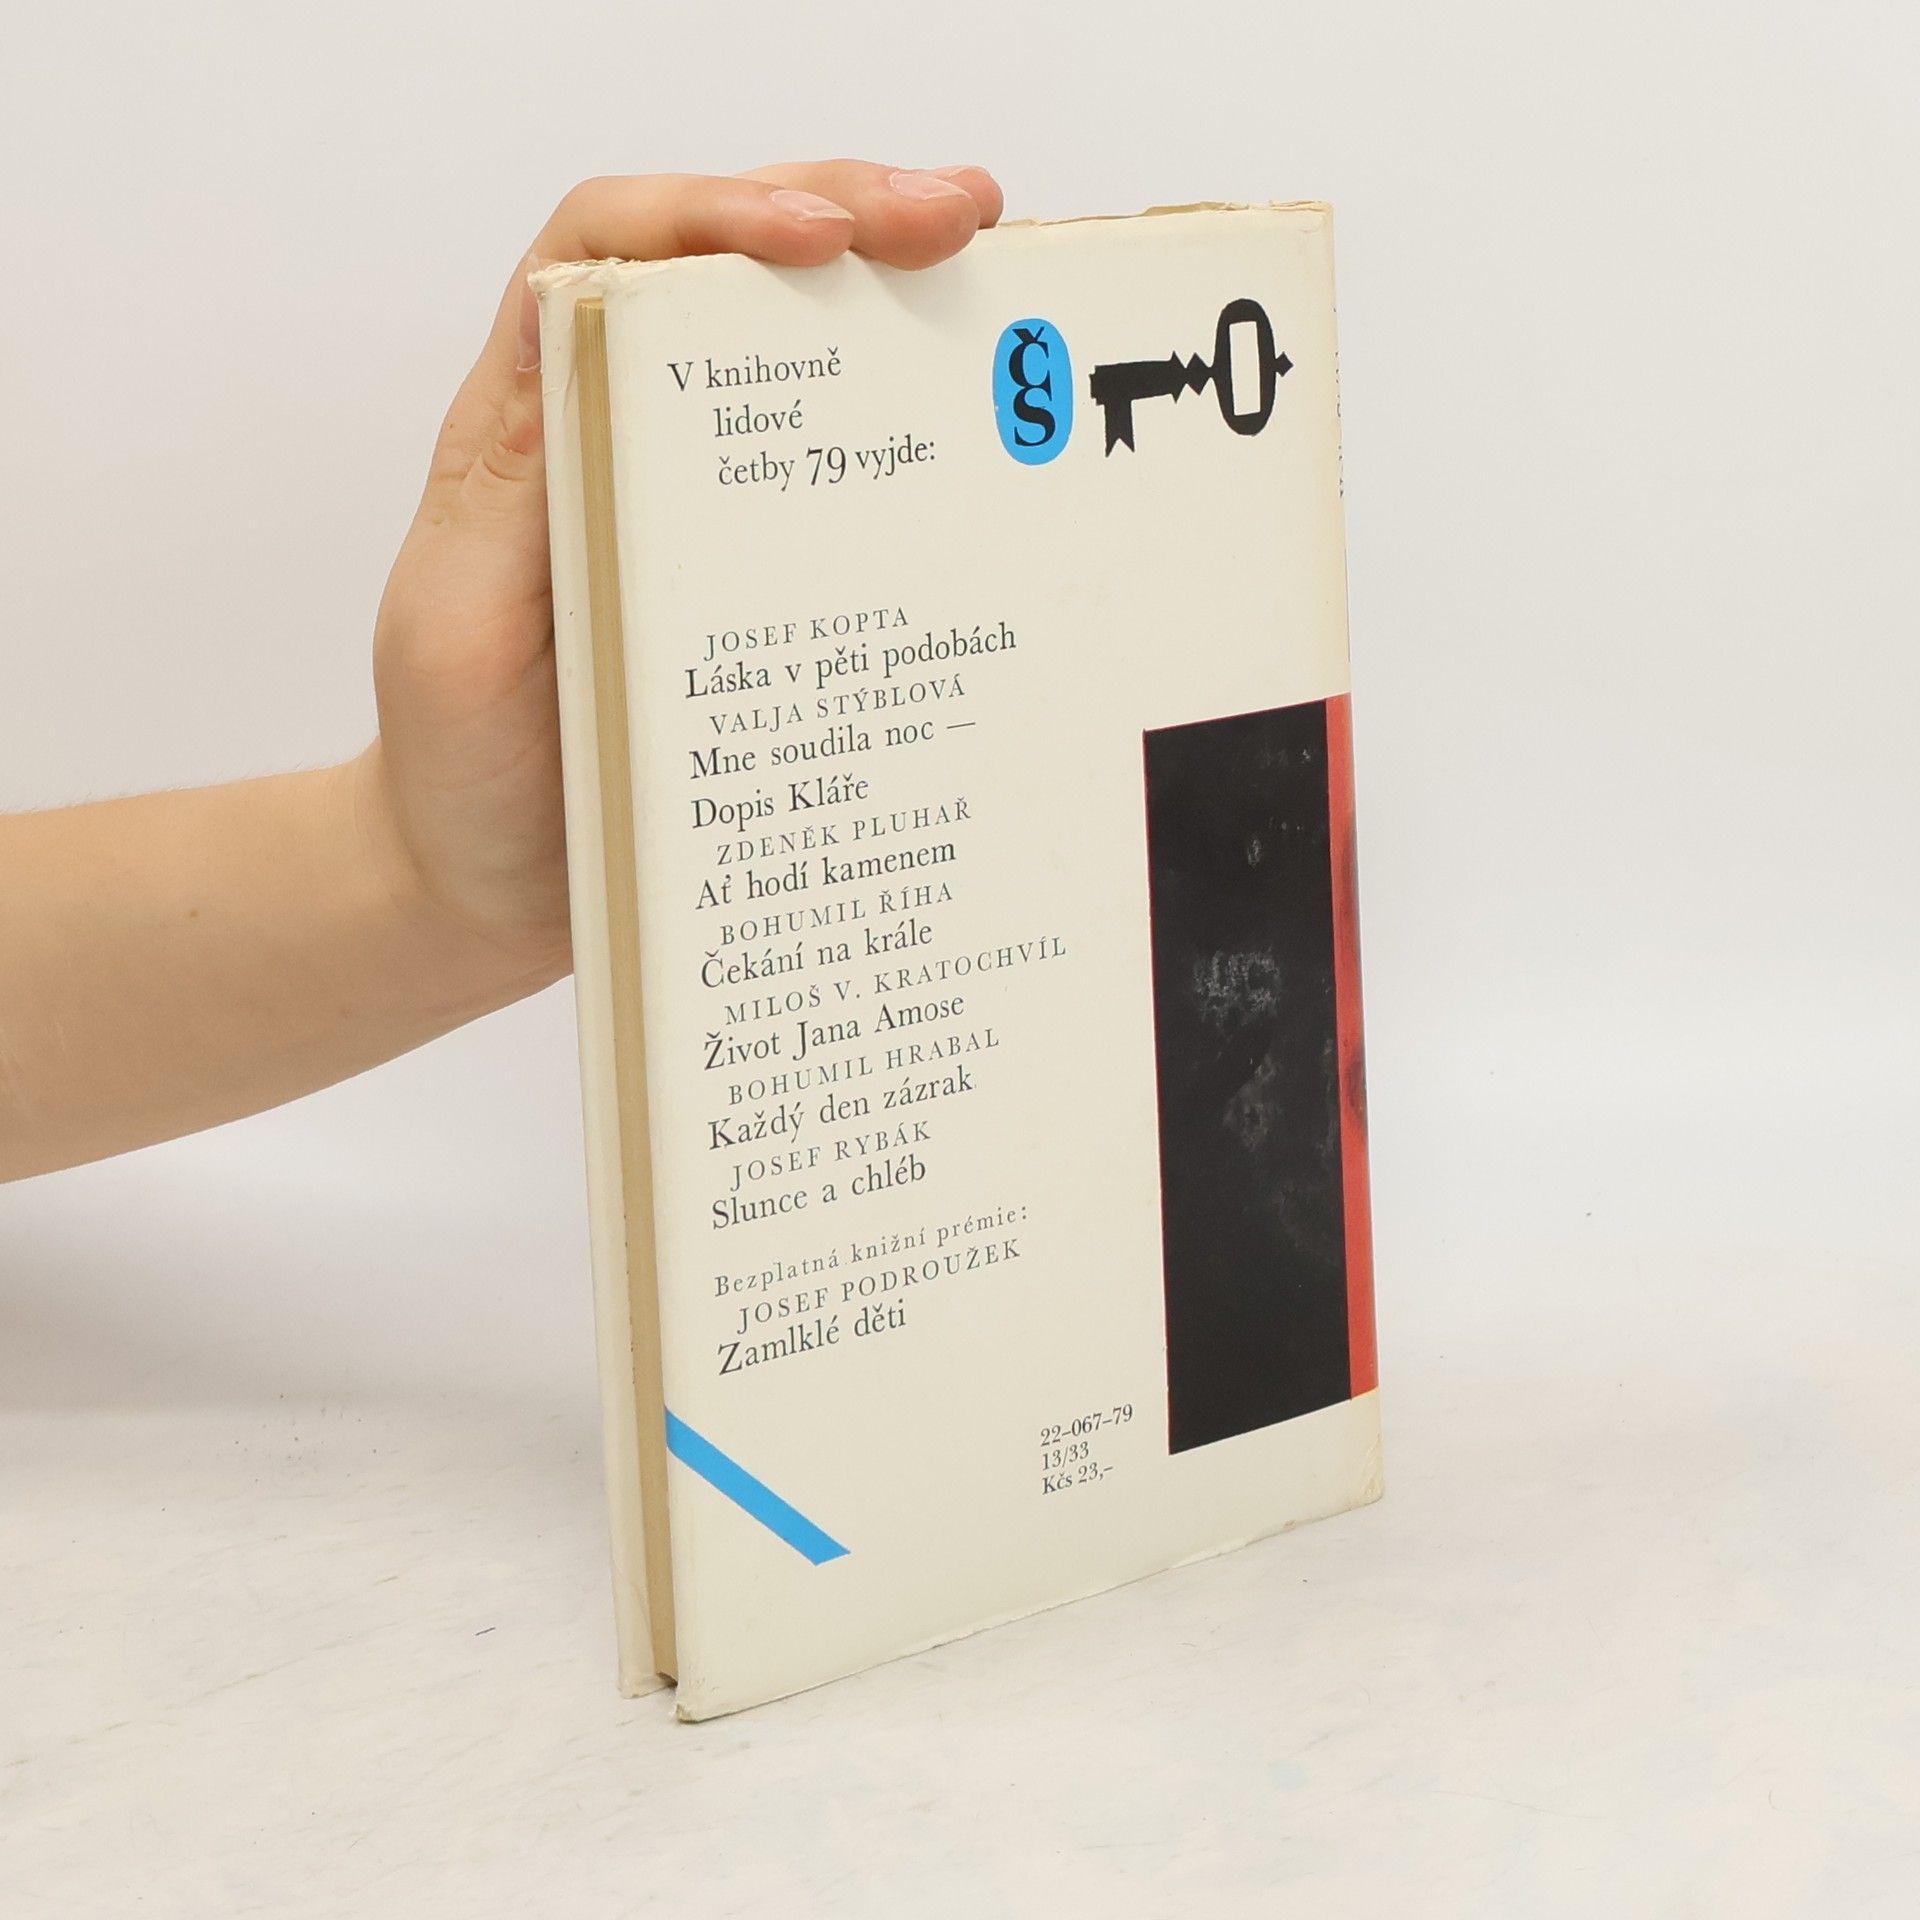 V knihovně
lidové
četby 79 vyjde:
ČS
JOSEF KOPTA
Láska v pěti podobách
VALJA STÝBLOVÁ
Mne soudila noc —
Dopis Kláře
ZDENĚK PLUHAŘ
Ať hodí kamenem
BOHUMIL ŘÍHA
Čekání na krále
MILOŠ V. KRATOCHVÍL
Život Jana Amose
BOHUMIL HRABAL
Každý den zázrak
JOSEF RYBÁK
Slunce a chléb
Bezplatná knižní prémie:
JOSEF PODROUŽEK
Zamlklé děti
22-067-79
13/33
Kčs 23,-